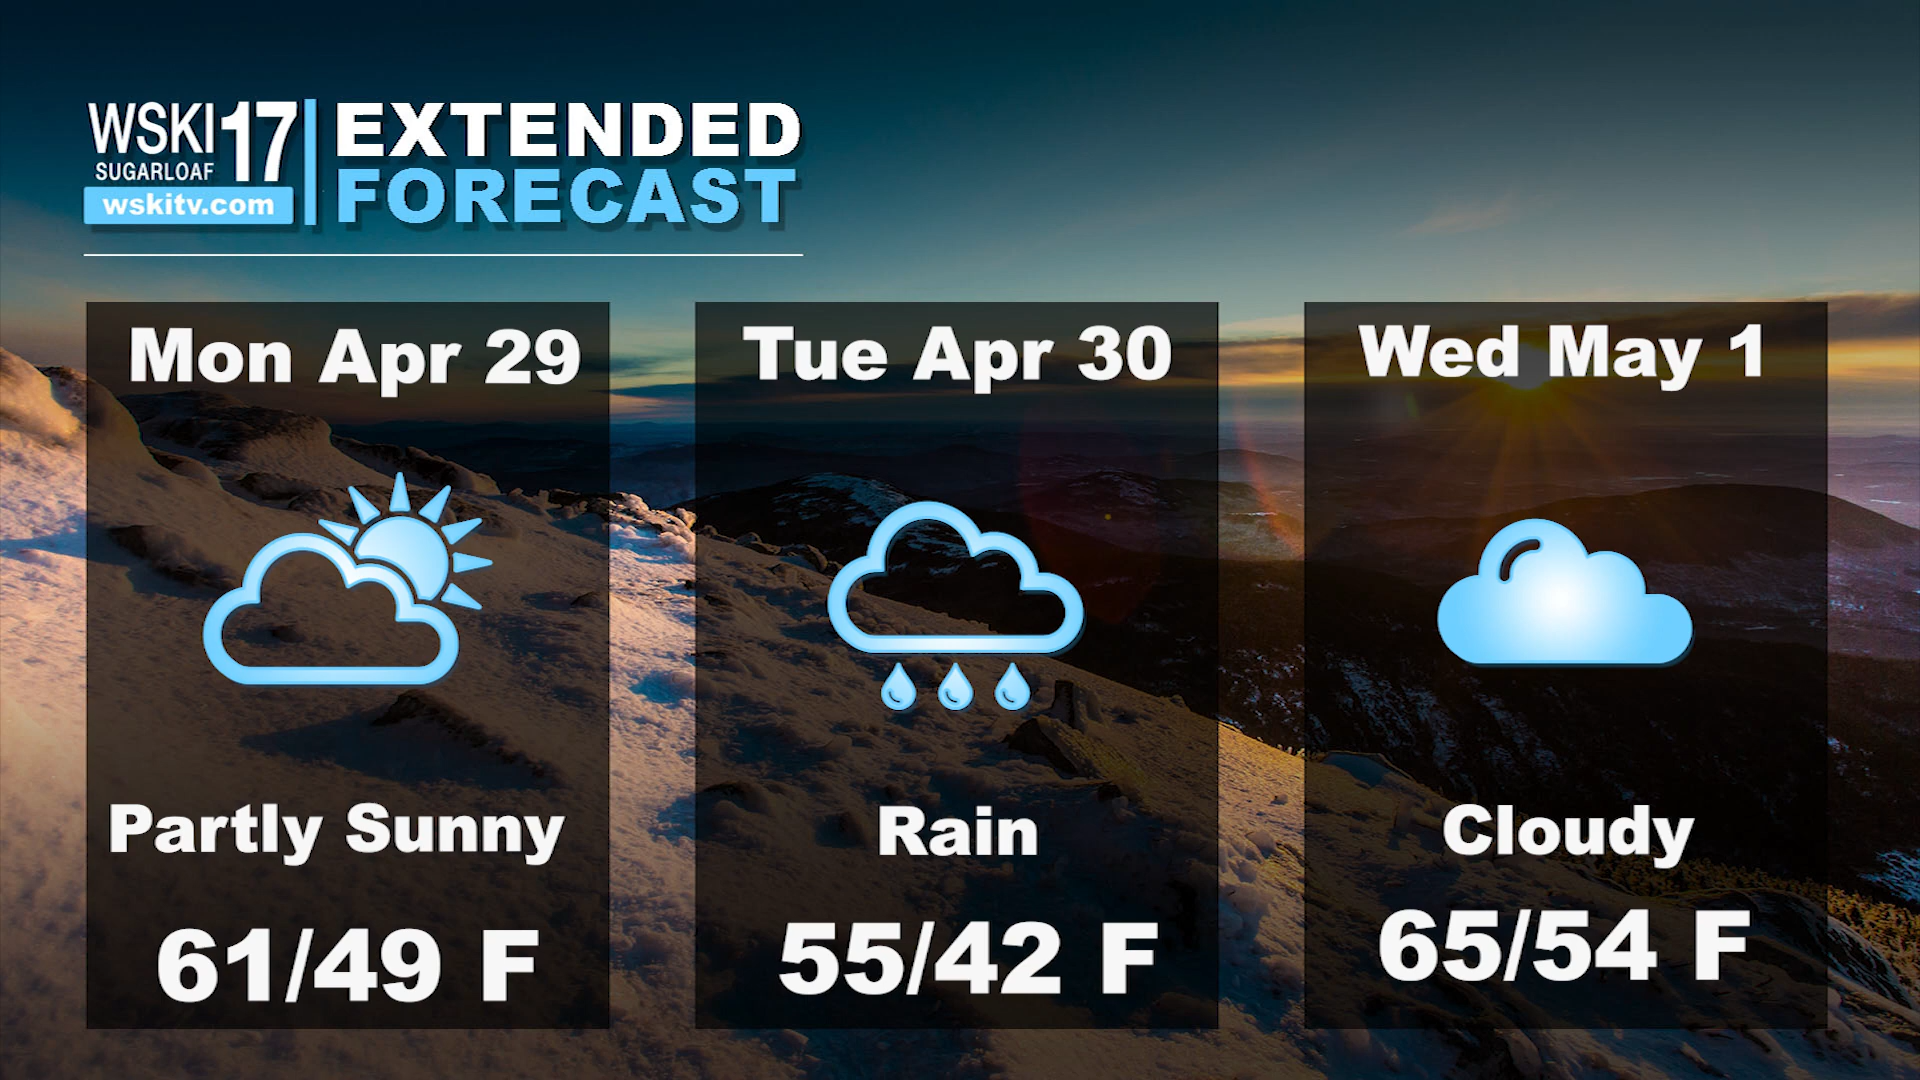 WSKI 17
SUGARLOAF
wskitv.com
EXTENDED
FORECAST
Mon Apr 29
Partly Sunny
61/49 F
Tue Apr 30
Rain
55/42 F
Wed May 1
Cloudy
65/54 F